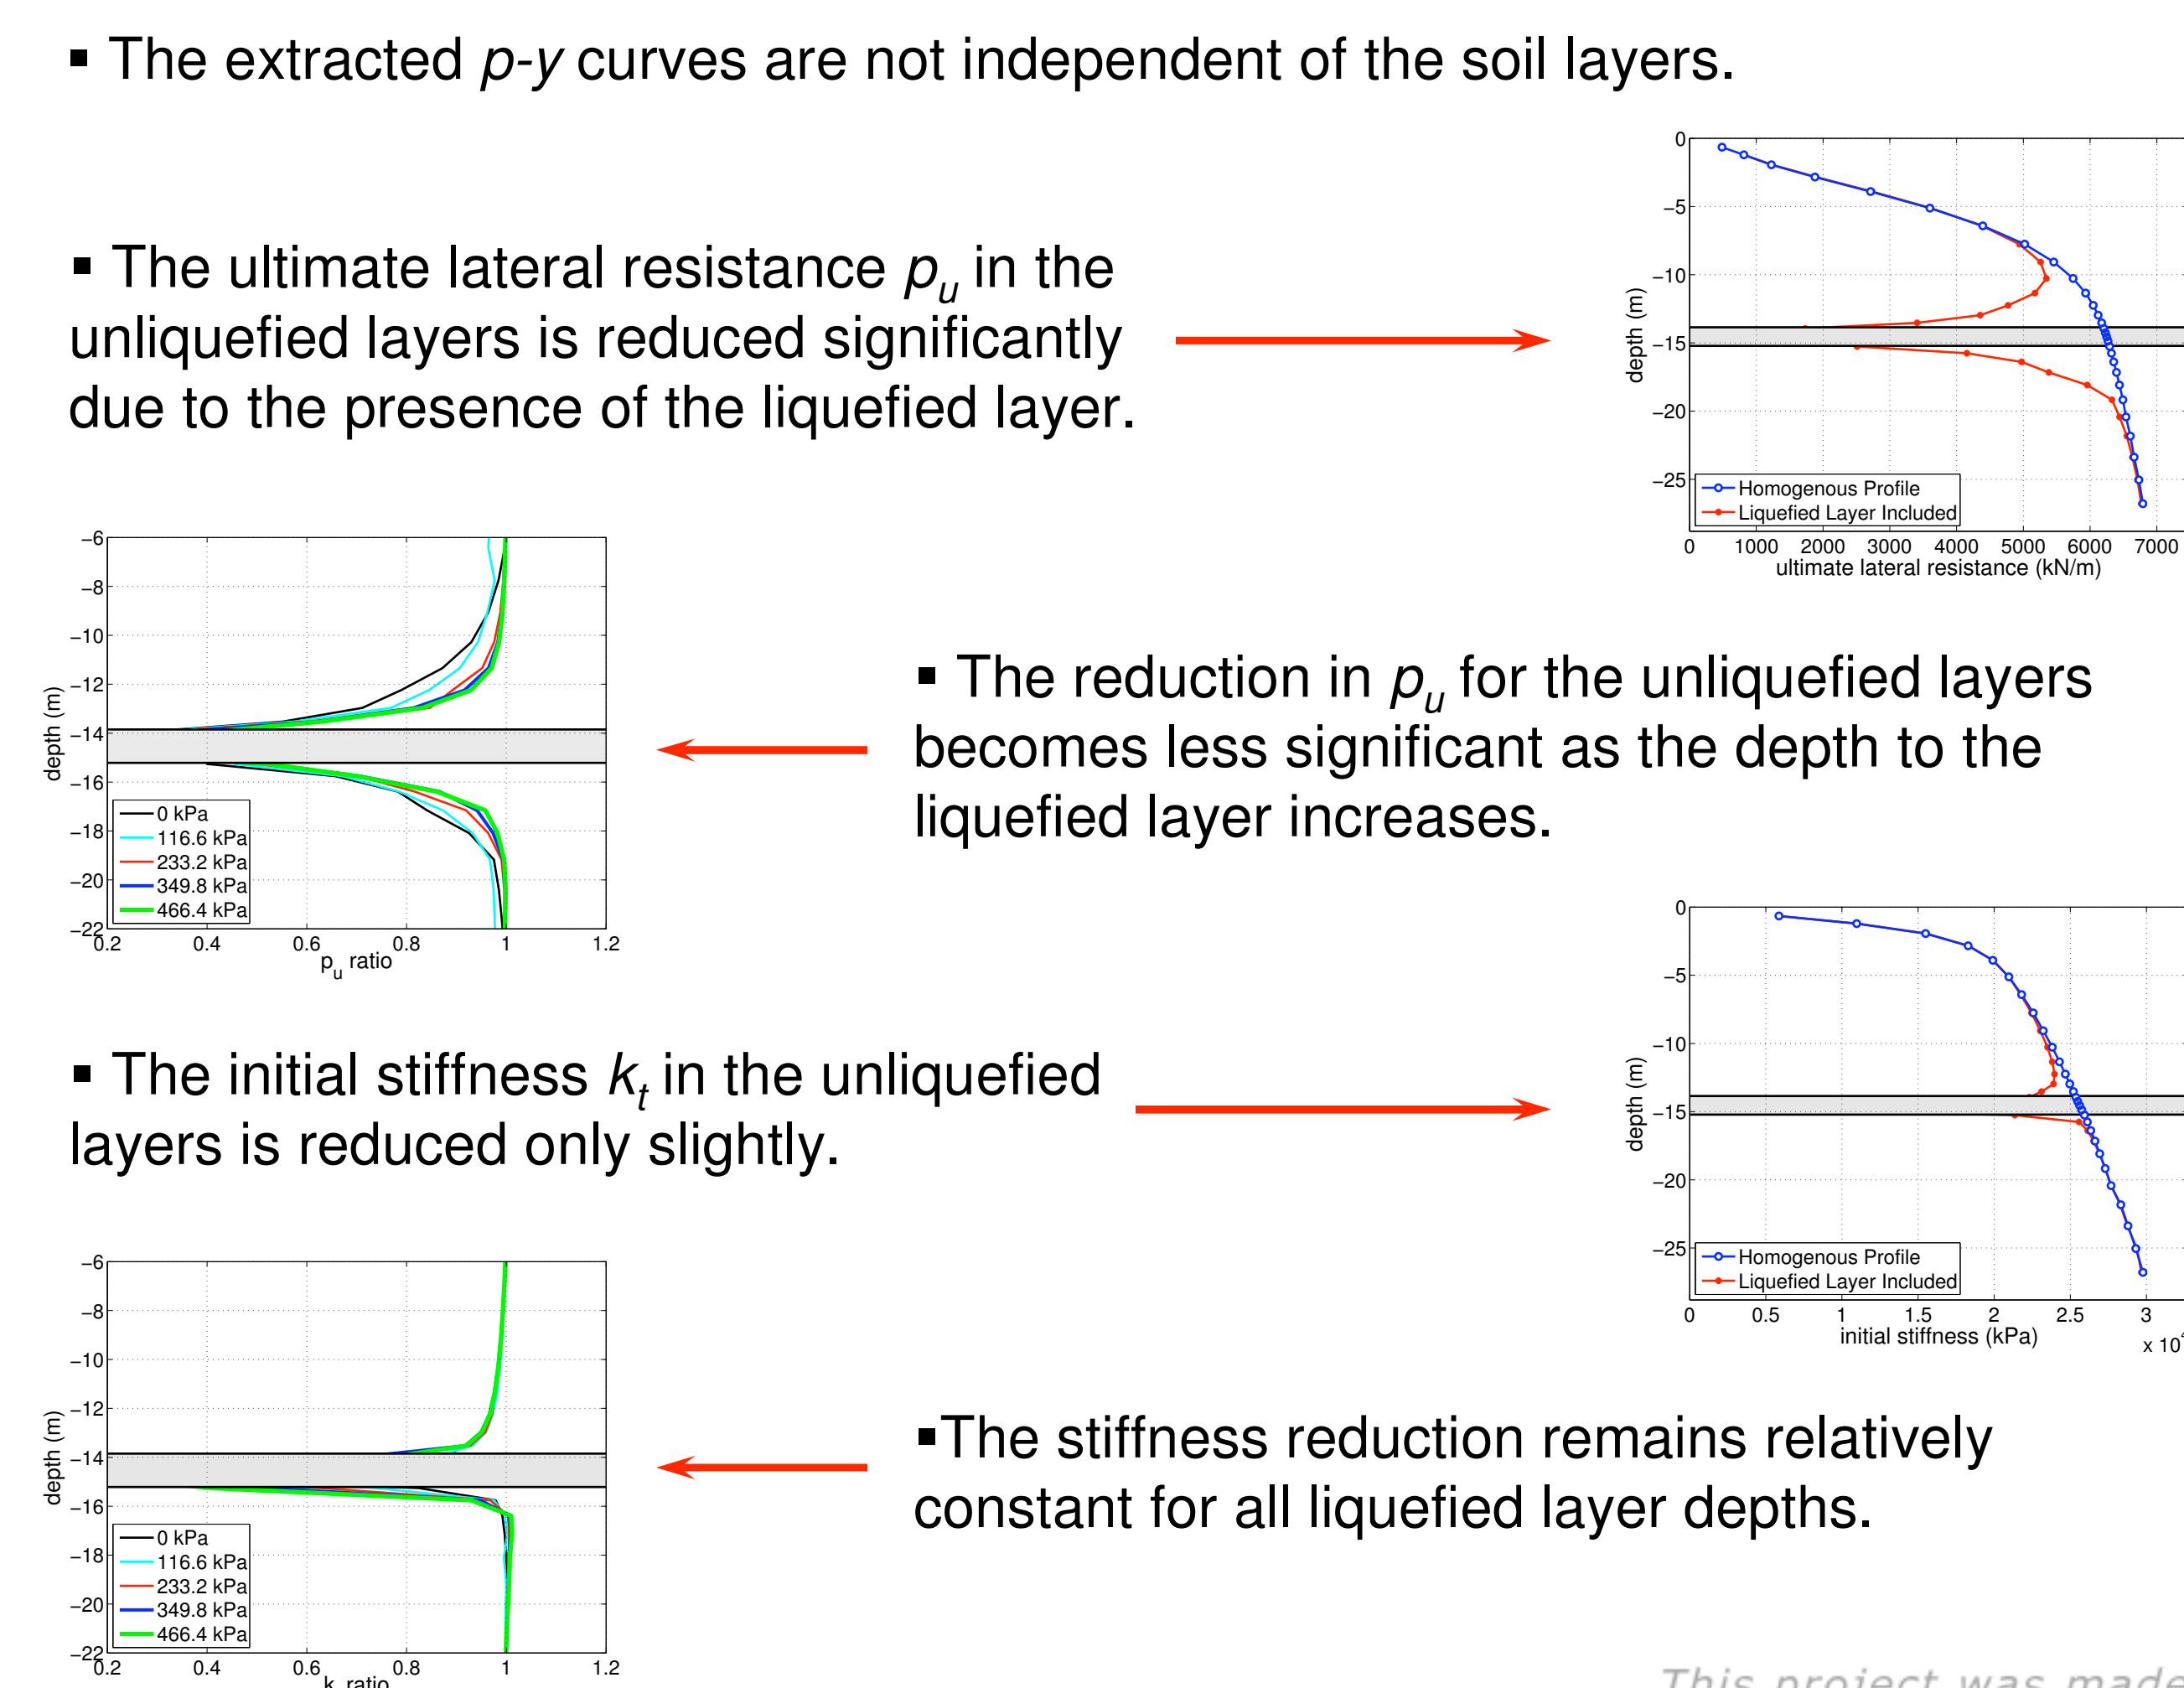 ▪ The extracted p-y curves are not independent of the soil layers.
▪ The ultimate lateral resistance p_u in the
unliquefied layers is reduced significantly
due to the presence of the liquefied layer.
0
−5
−10
−15
−20
−25
depth (m)
Homogenous Profile
Liquefied Layer Included
0 1000 2000 3000 4000 5000 6000 7000
ultimate lateral resistance (kN/m)
−6
−8
−10
−12
−14
−16
−18
−20
−22
depth (m)
0 kPa
116.6 kPa
233.2 kPa
349.8 kPa
466.4 kPa
0.2 0.4 0.6 0.8 1 1.2
p_u ratio
▪ The reduction in p_u for the unliquefied layers
becomes less significant as the depth to the
liquefied layer increases.
▪ The initial stiffness k_t in the unliquefied
layers is reduced only slightly.
0
−5
−10
−15
−20
−25
depth (m)
Homogenous Profile
Liquefied Layer Included
0 0.5 1 1.5 2 2.5 3
initial stiffness (kPa)
x 10
−6
−8
−10
−12
−14
−16
−18
−20
−22
depth (m)
0 kPa
116.6 kPa
233.2 kPa
349.8 kPa
466.4 kPa
0.2 0.4 0.6 0.8 1 1.2
k ratio
▪The stiffness reduction remains relatively
constant for all liquefied layer depths.
This project was made